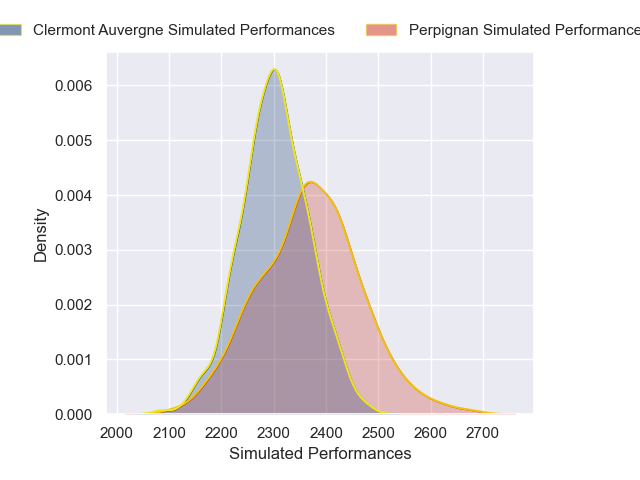 Clermont Auvergne Simulated Performances
Perpignan Simulated Performance
0.006
0.005
0.004
0.003
0.002
0.001
0.000
Density
2000 2100 2200 2300 2400 2500 2600 2700
Simulated Performances